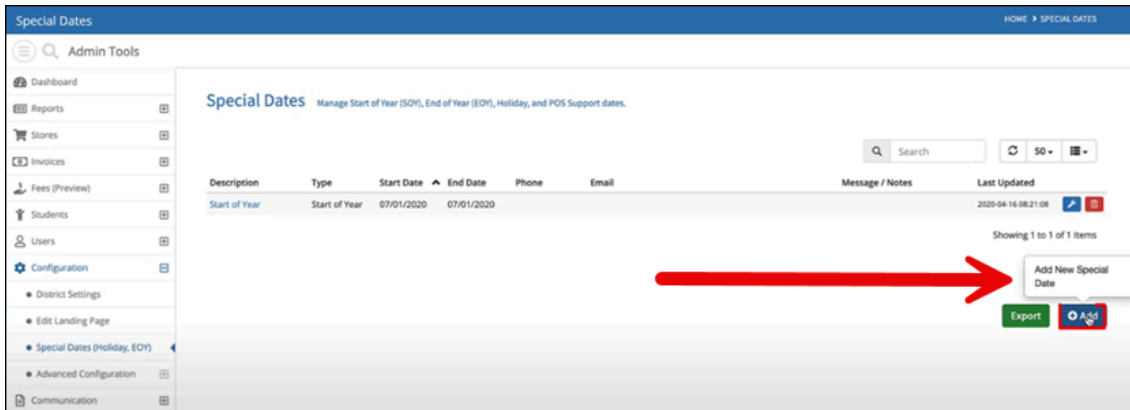 Special Dates
HOME > SPECIAL DATES
Admin Tools
Dashboard
Reports
Stores
Invoices
Fees (Preview)
Students
Users
Configuration
District Settings
Edit Landing Page
Special Dates (Holiday, EOY)
Advanced Configuration
Communication
Special Dates Manage Start of Year (SOY), End of Year (EOY), Holiday, and POS Support dates.
Search
50
Description Type Start Date End Date Phone Email Message / Notes Last Updated
Start of Year Start of Year 07/01/2020 07/01/2020 2020-04-16 08:21:08
Showing 1 to 1 of 1 items
Add New Special
Date
Export Add